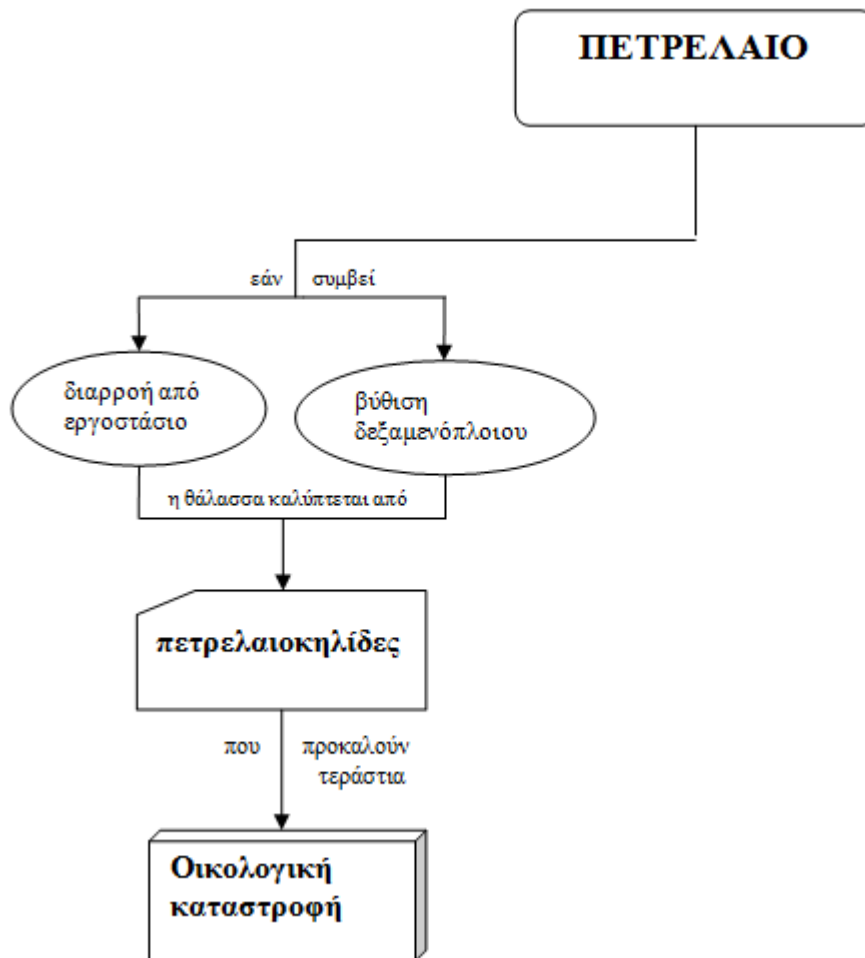 ΠΕΤΡΕΛΑΙΟ
εάν συμβεί
διαρροή από
εργοστάσιο
βύθιση
δεξαμενόπλοιου
η θάλασσα καλύπτεται από
πετρελαιοκηλίδες
που προκαλούν
τεράστια
Οικολογική
καταστροφή